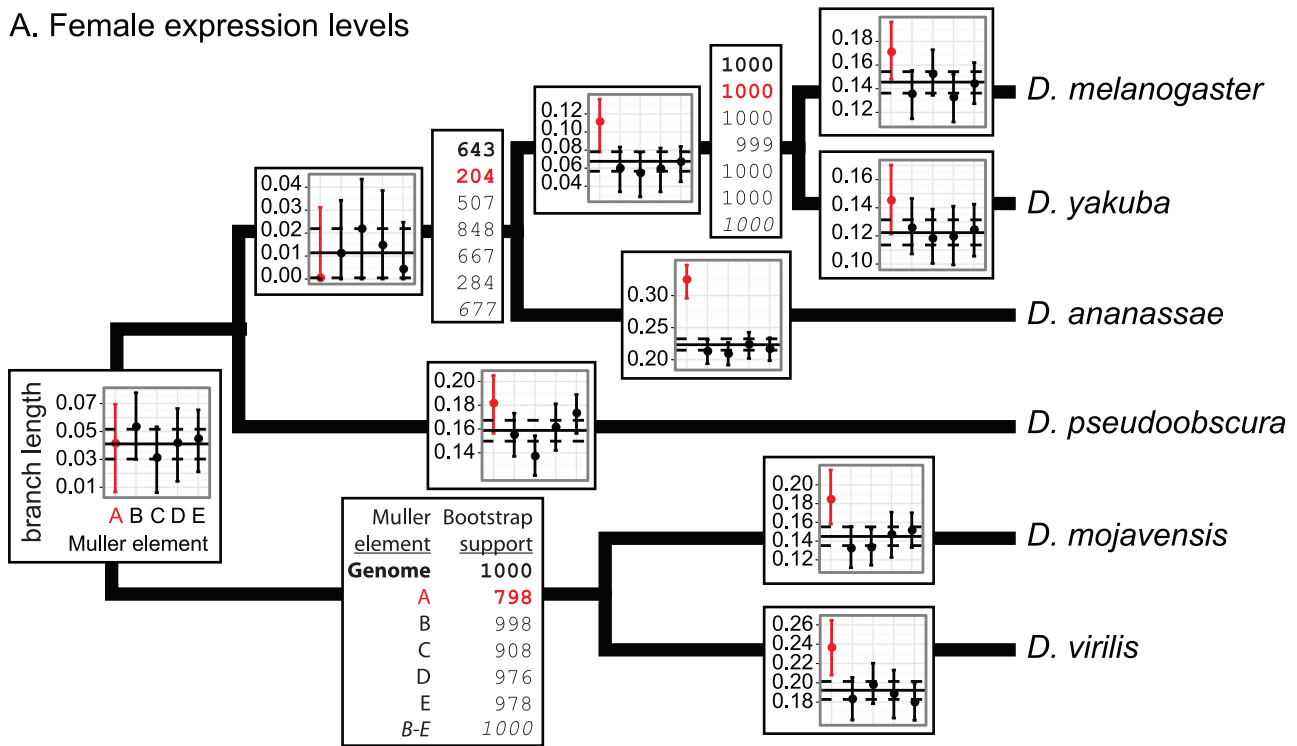 A. Female expression levels
0.18
0.16
0.14
0.12
D. melanogaster
1000
1000
1000
999
1000
1000
1000
0.12
0.10
0.08
0.06
0.04
643
204
507
848
667
284
677
0.04
0.03
0.02
0.01
0.00
0.16
0.14
0.12
0.10
D. yakuba
0.30
0.25
0.20
D. ananassae
0.20
0.18
0.16
0.14
D. pseudoobscura
branch length
0.07
0.05
0.03
0.01
A B C D E
Muller element
Muller Bootstrap
element support
Genome 1000
A 798
B 998
C 908
D 976
E 978
B-E 1000
0.20
0.18
0.16
0.14
0.12
D. mojavensis
0.26
0.24
0.22
0.20
0.18
D. virilis